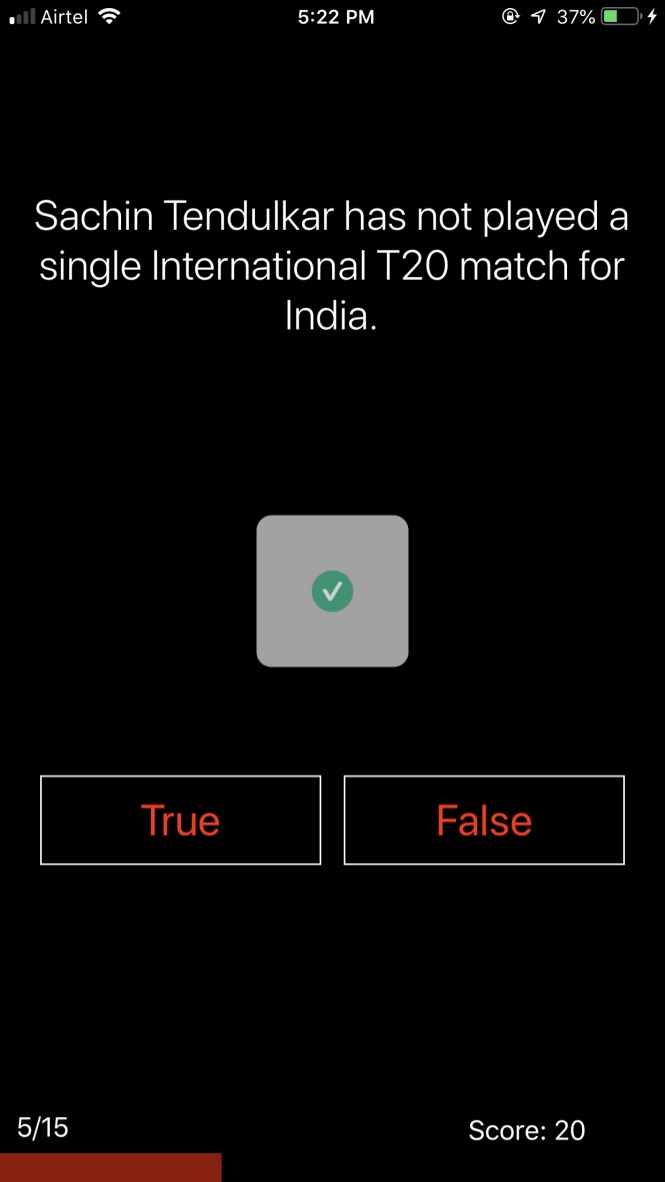 Airtel 5:22 PM 37%
Sachin Tendulkar has not played a
single International T20 match for
India.
True False
5/15 Score: 20